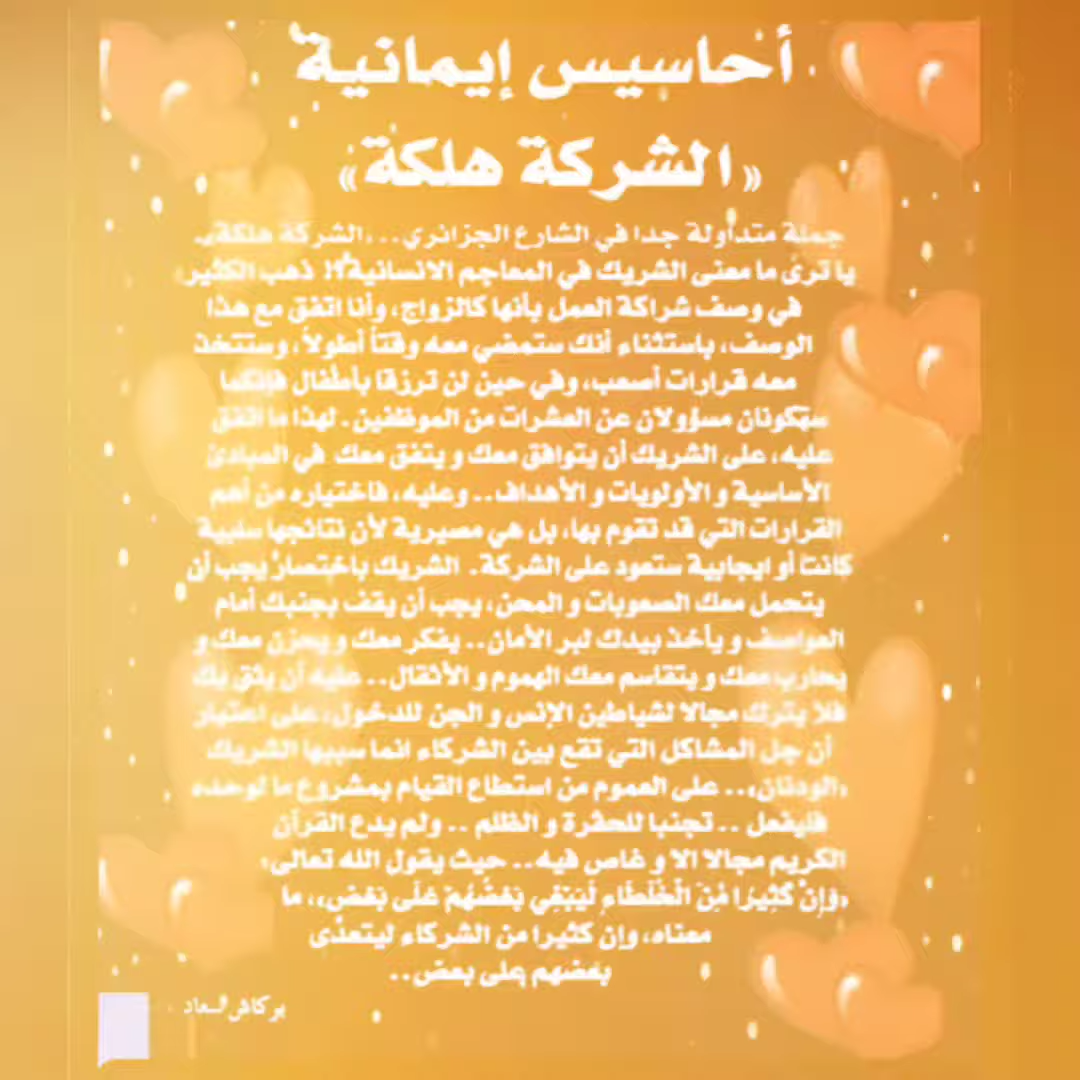 أحاسيس إيمانية
«الشركة هلكة»
جملة متداولة جدا في الشارع الجزائري...«الشركة هلكة».
يا ترى ما معنى الشريك في المعاجم الانسانية؟! ذهب الكثير
في وصف شراكة العمل بأنها كالزواج، وأنا اتفق مع هذا
الوصف، باستثناء أنك ستمضي معه وقتاً أطولاً، وستتخذ
معه قرارات أصعب، وفي حين لن ترزقا بأطفال فإنكما
ستكونان مسؤولان عن العشرات من الموظفين. لهذا ما اتفق
عليه، على الشريك أن يتوافق معك و يتفق معك في المبادئ
الأساسية و الأولويات و الأهداف.. وعليه، فاختياره من أهم
القرارات التي قد تقوم بها، بل هي مصيرية لأن نتائجها سلبية
كانت أو ايجابية ستعود على الشركة. الشريك باختصار يجب أن
يتحمل معك الصعوبات و المحن، يجب أن يقف بجنبك أمام
العواصف و يأخذ بيدك لبر الأمان.. يفكر معك و يحزن معك و
يحارب معك و يتقاسم معك الهموم و الأثقال.. عليه أن يثق بك
فلا يترك مجالا لشياطين الإنس و الجن للدخول، على اعتبار
أن جل المشاكل التي تقع بين الشركاء انما سببها الشريك
«الودنان».. على العموم من استطاع القيام بمشروع ما لوحده
فليفعل .. تجنبا للحقرة و الظلم .. ولم يدع القرآن
الكريم مجالا الا و غاص فيه.. حيث يقول الله تعالى،
«وَإِنَّ كَثِيرًا مِّنَ الْخُلَطَاءِ لَيَبْغِي بَعْضُهُمْ عَلَى بَعْضٍ»، ما
معناه، وإن كثيرا من الشركاء ليتعدَّى
بعضهم على بعض..
بركاش لسعاد